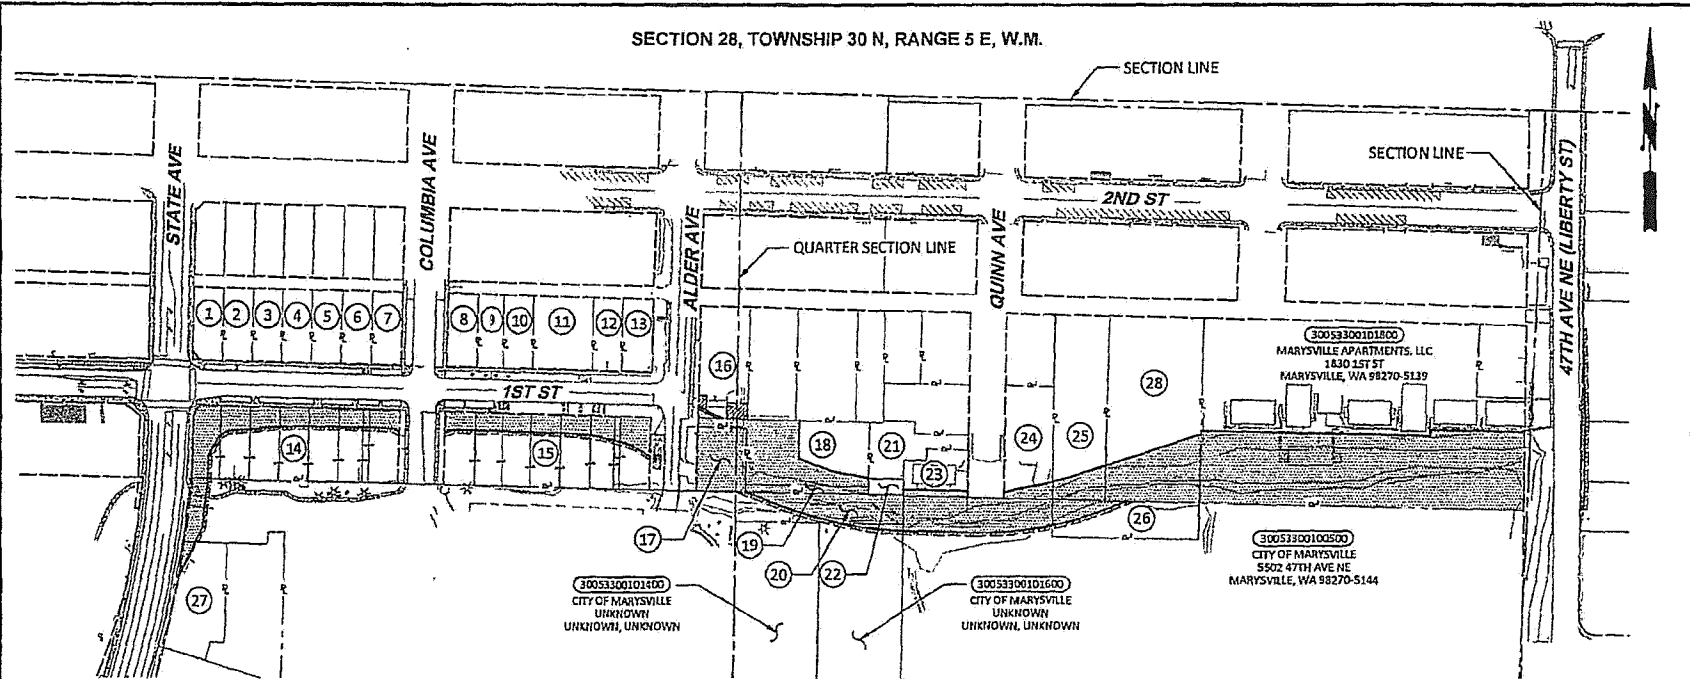 SECTION 28, TOWNSHIP 30 N, RANGE 5 E, W.M.
SECTION LINE
N
SECTION LINE
STATE AVE
COLUMBIA AVE
ALDER AVE
QUINN AVE
2ND ST
47TH AVE NE (LIBERTY ST)
QUARTER SECTION LINE
1 2 3 4 5 6 7
8 9 10 11 12 13
1ST ST
16
28
30053300101800
MARYSVILLE APARTMENTS, LLC
1830 1ST ST
MARYSVILLE, WA 98270-5139
14
15
18
21
23
24
25
26
17
19
20
22
27
30053300101400
CITY OF MARYSVILLE
UNKNOWN
UNKNOWN, UNKNOWN
30053300101600
CITY OF MARYSVILLE
UNKNOWN
UNKNOWN, UNKNOWN
30053300100500
CITY OF MARYSVILLE
5502 47TH AVE NE
MARYSVILLE, WA 98270-5144